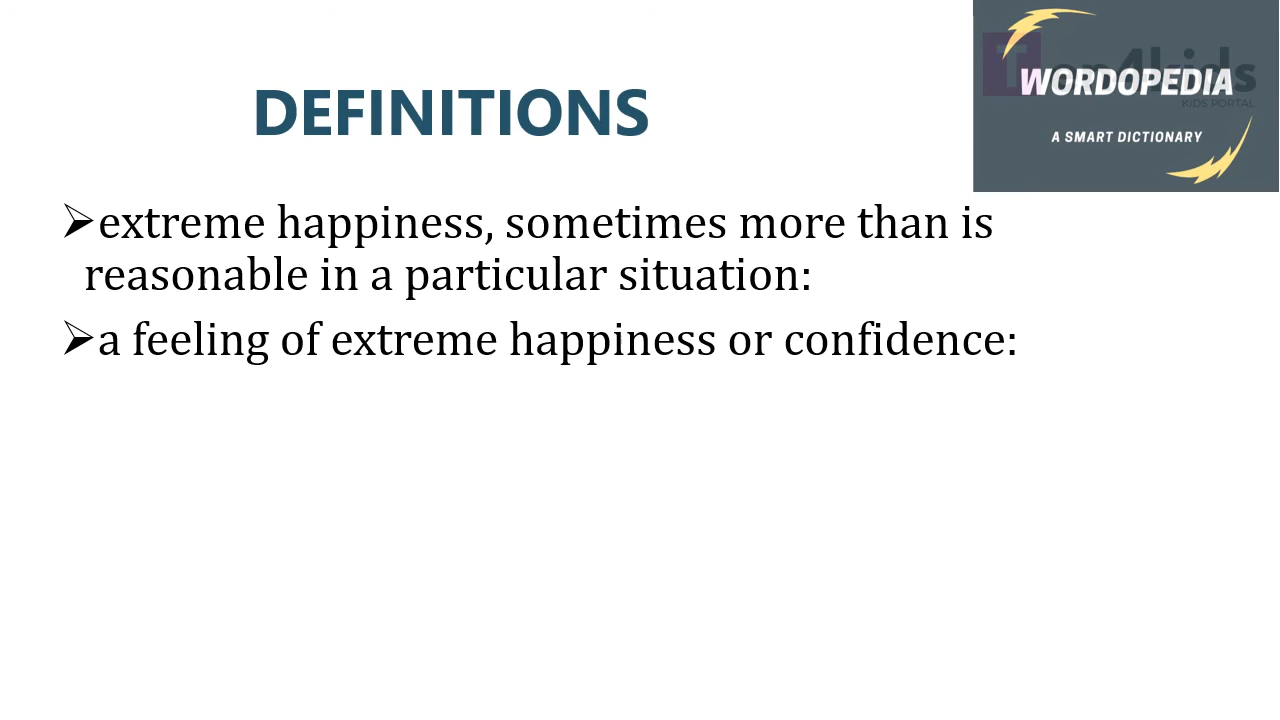 DEFINITIONS
WORDOPEDIA
KIDS PORTAL
A SMART DICTIONARY
➢extreme happiness, sometimes more than is
reasonable in a particular situation:
➢a feeling of extreme happiness or confidence: